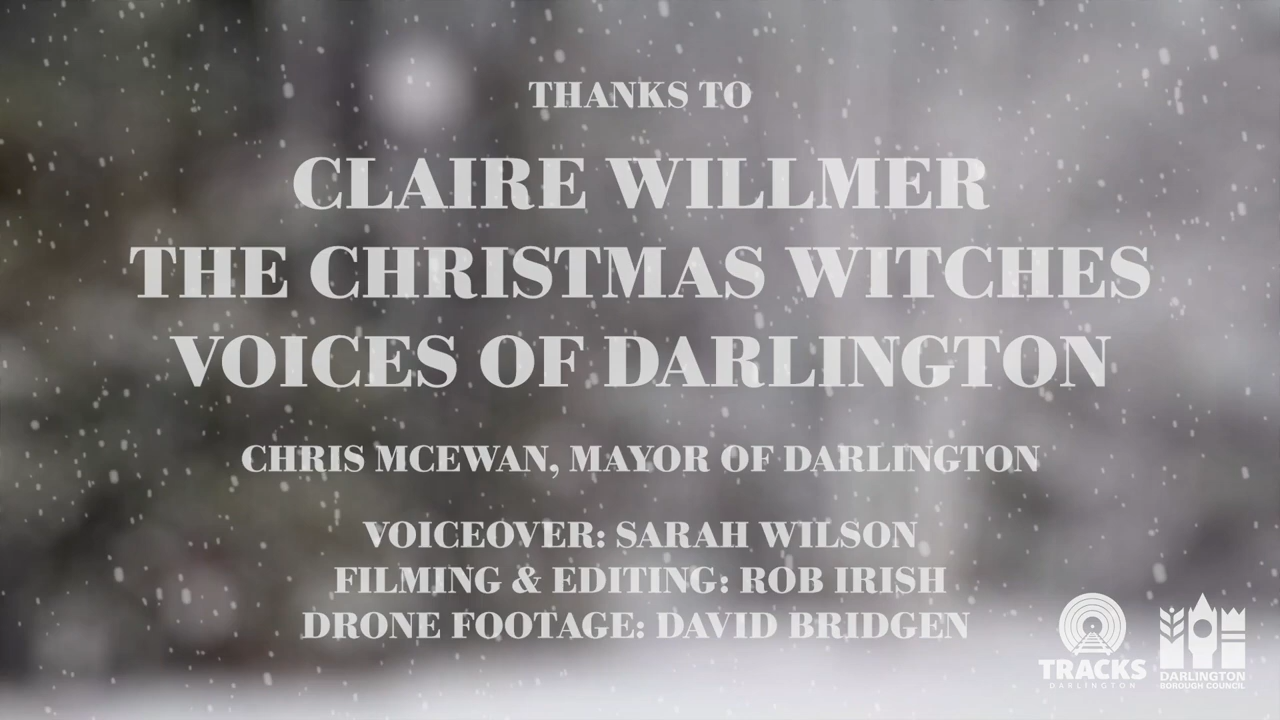 THANKS TO
CLAIRE WILLMER
THE CHRISTMAS WITCHES
VOICES OF DARLINGTON
CHRIS MCEWAN, MAYOR OF DARLINGTON
VOICEOVER: SARAH WILSON
FILMING & EDITING: ROB IRISH
DRONE FOOTAGE: DAVID BRIDGEN
TRACKS
DARLINGTON
DARLINGTON
BOROUGH COUNCIL